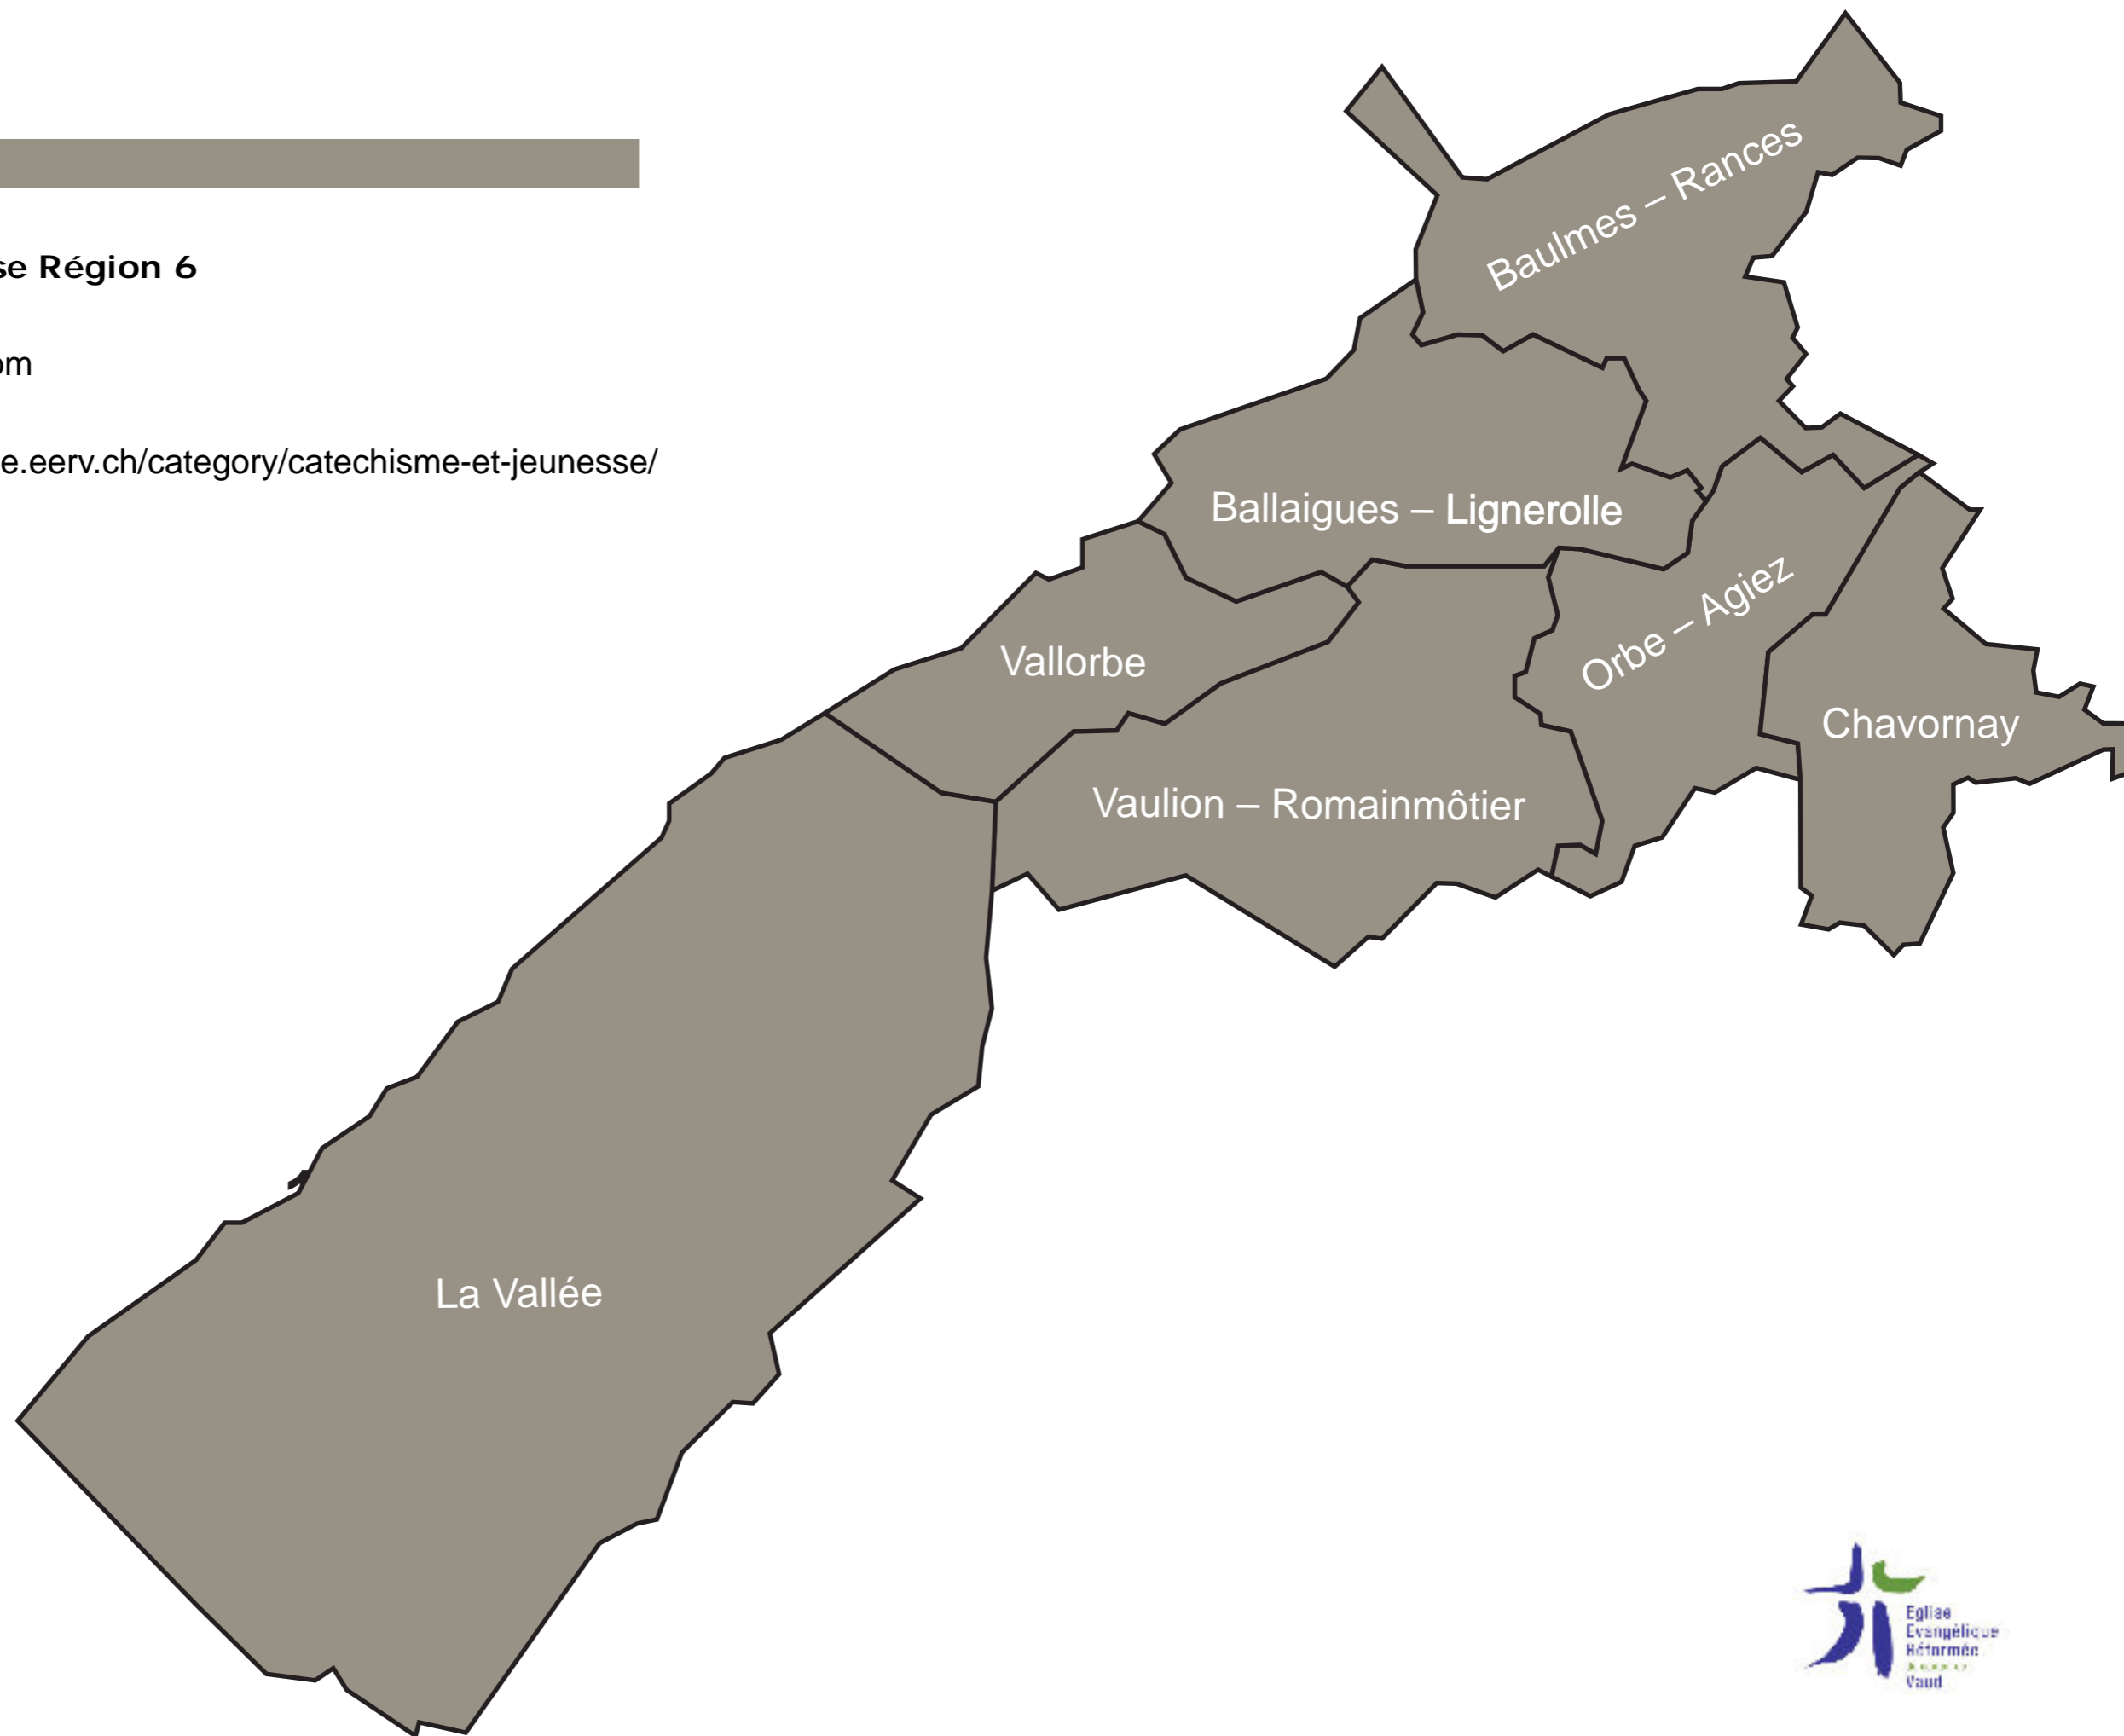 se Région 6
om
e.eerv.ch/category/catechisme-et-jeunesse/
Baulmes – Rances
Ballaigues – Lignerolle
Orbe – Agiez
Vallorbe
Chavornay
Vaulion – Romainmôtier
La Vallée
Eglise
Evangélique
Réformée
Vaud